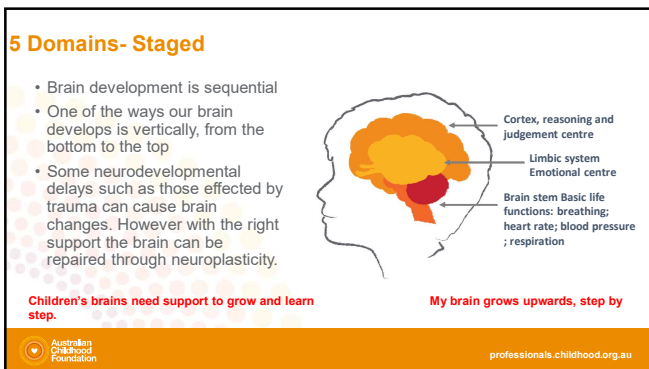 5 Domains- Staged
• Brain development is sequential
• One of the ways our brain
develops is vertically, from the
bottom to the top
• Some neurodevelopmental
delays such as those effected by
trauma can cause brain
changes. However with the right
support the brain can be
repaired through neuroplasticity.
Cortex, reasoning and
judgement centre
Limbic system
Emotional centre
Brain stem Basic life
functions: breathing;
heart rate; blood pressure
; respiration
Children’s brains need support to grow and learn My brain grows upwards, step by
step.
Australian
Childhood
Foundation
professionals.childhood.org.au